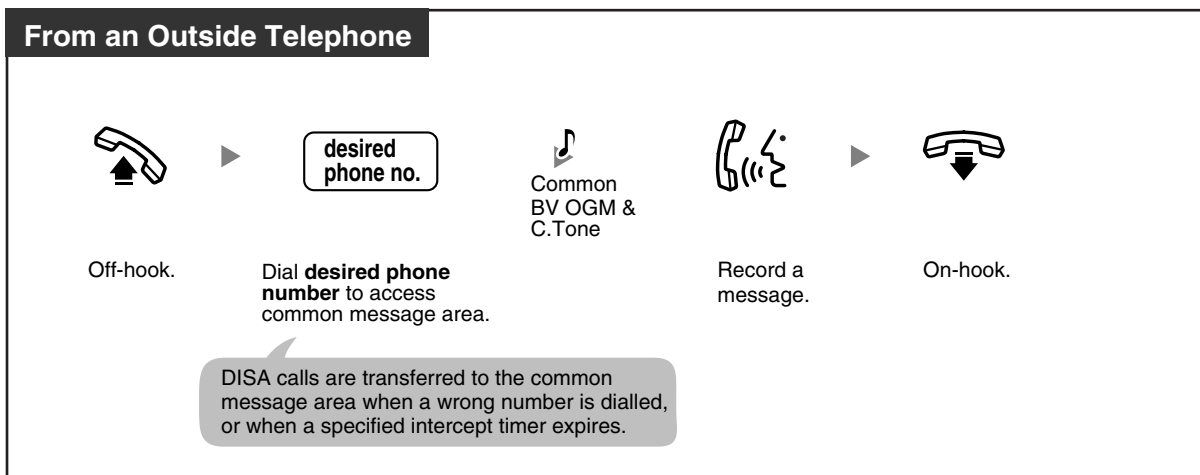 From an Outside Telephone
desired
phone no.
Common
BV OGM &
C.Tone
Off-hook.
Dial desired phone
number to access
common message area.
Record a
message.
On-hook.
DISA calls are transferred to the common
message area when a wrong number is dialled,
or when a specified intercept timer expires.